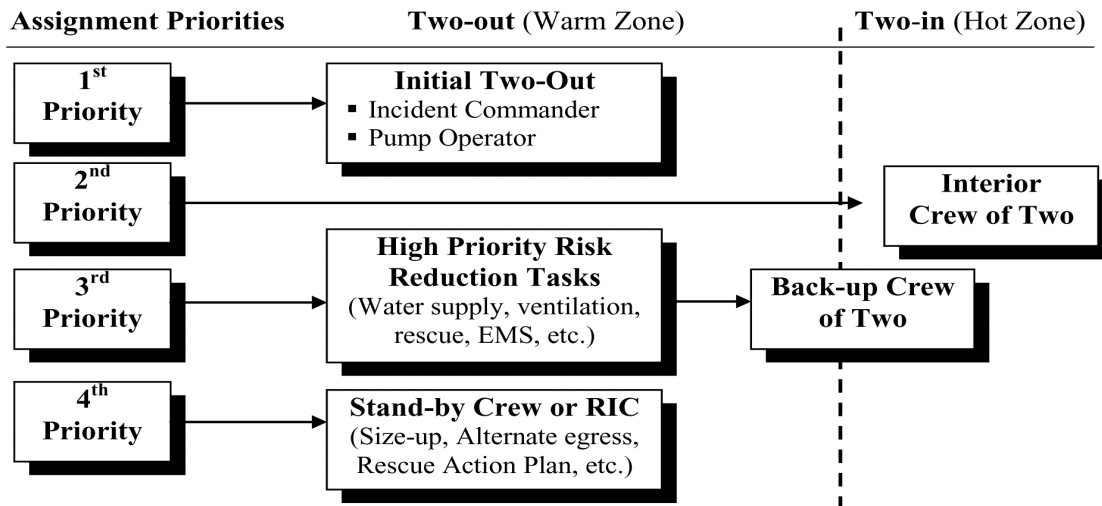 Assignment Priorities Two-out (Warm Zone) Two-in (Hot Zone)
1st
Priority
Initial Two-Out
▪ Incident Commander
▪ Pump Operator
2nd
Priority
Interior
Crew of Two
3rd
Priority
High Priority Risk
Reduction Tasks
(Water supply, ventilation,
rescue, EMS, etc.)
Back-up Crew
of Two
4th
Priority
Stand-by Crew or RIC
(Size-up, Alternate egress,
Rescue Action Plan, etc.)